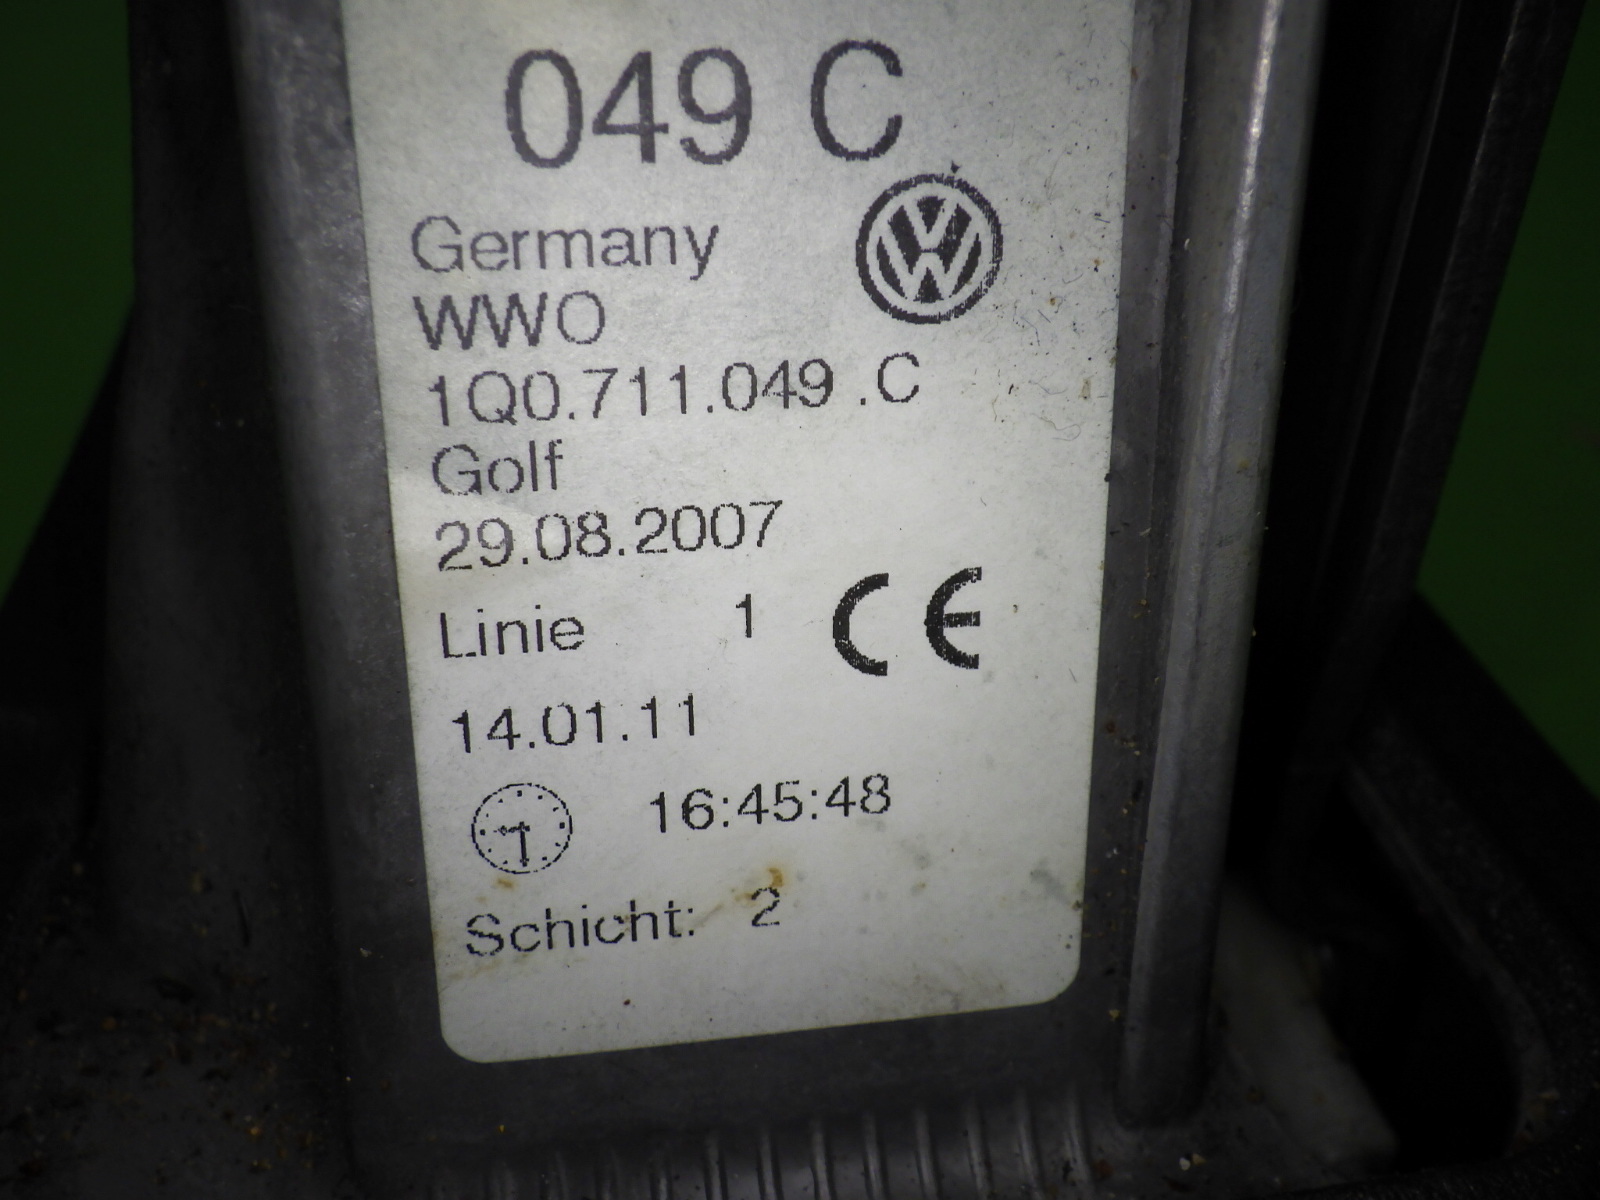 049 C
Germany
WWO
1Q0.711.049 .C
Golf
29.08.2007
Linie 1 CE
14.01.11
16:45:48
Schicht: 2